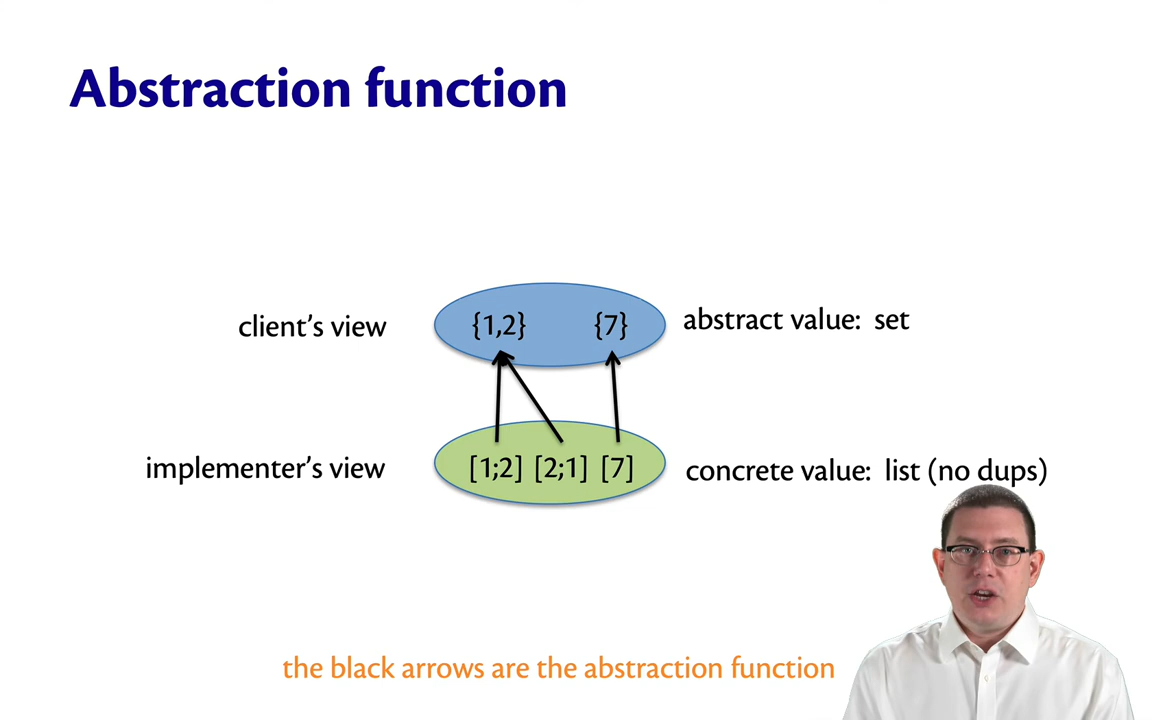 Abstraction function
client's view
{1,2} {7}
abstract value: set
implementer's view
[1;2] [2;1] [7]
concrete value: list (no dups)
the black arrows are the abstraction function